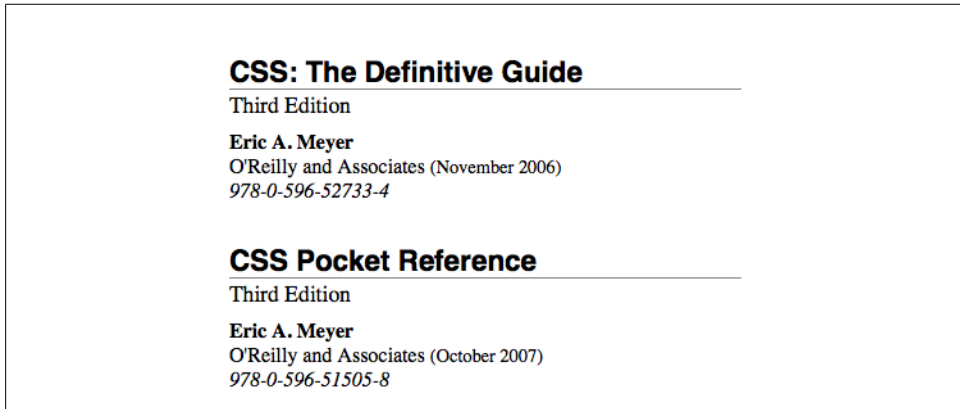 CSS: The Definitive Guide
Third Edition
Eric A. Meyer
O'Reilly and Associates (November 2006)
978-0-596-52733-4
CSS Pocket Reference
Third Edition
Eric A. Meyer
O'Reilly and Associates (October 2007)
978-0-596-51505-8